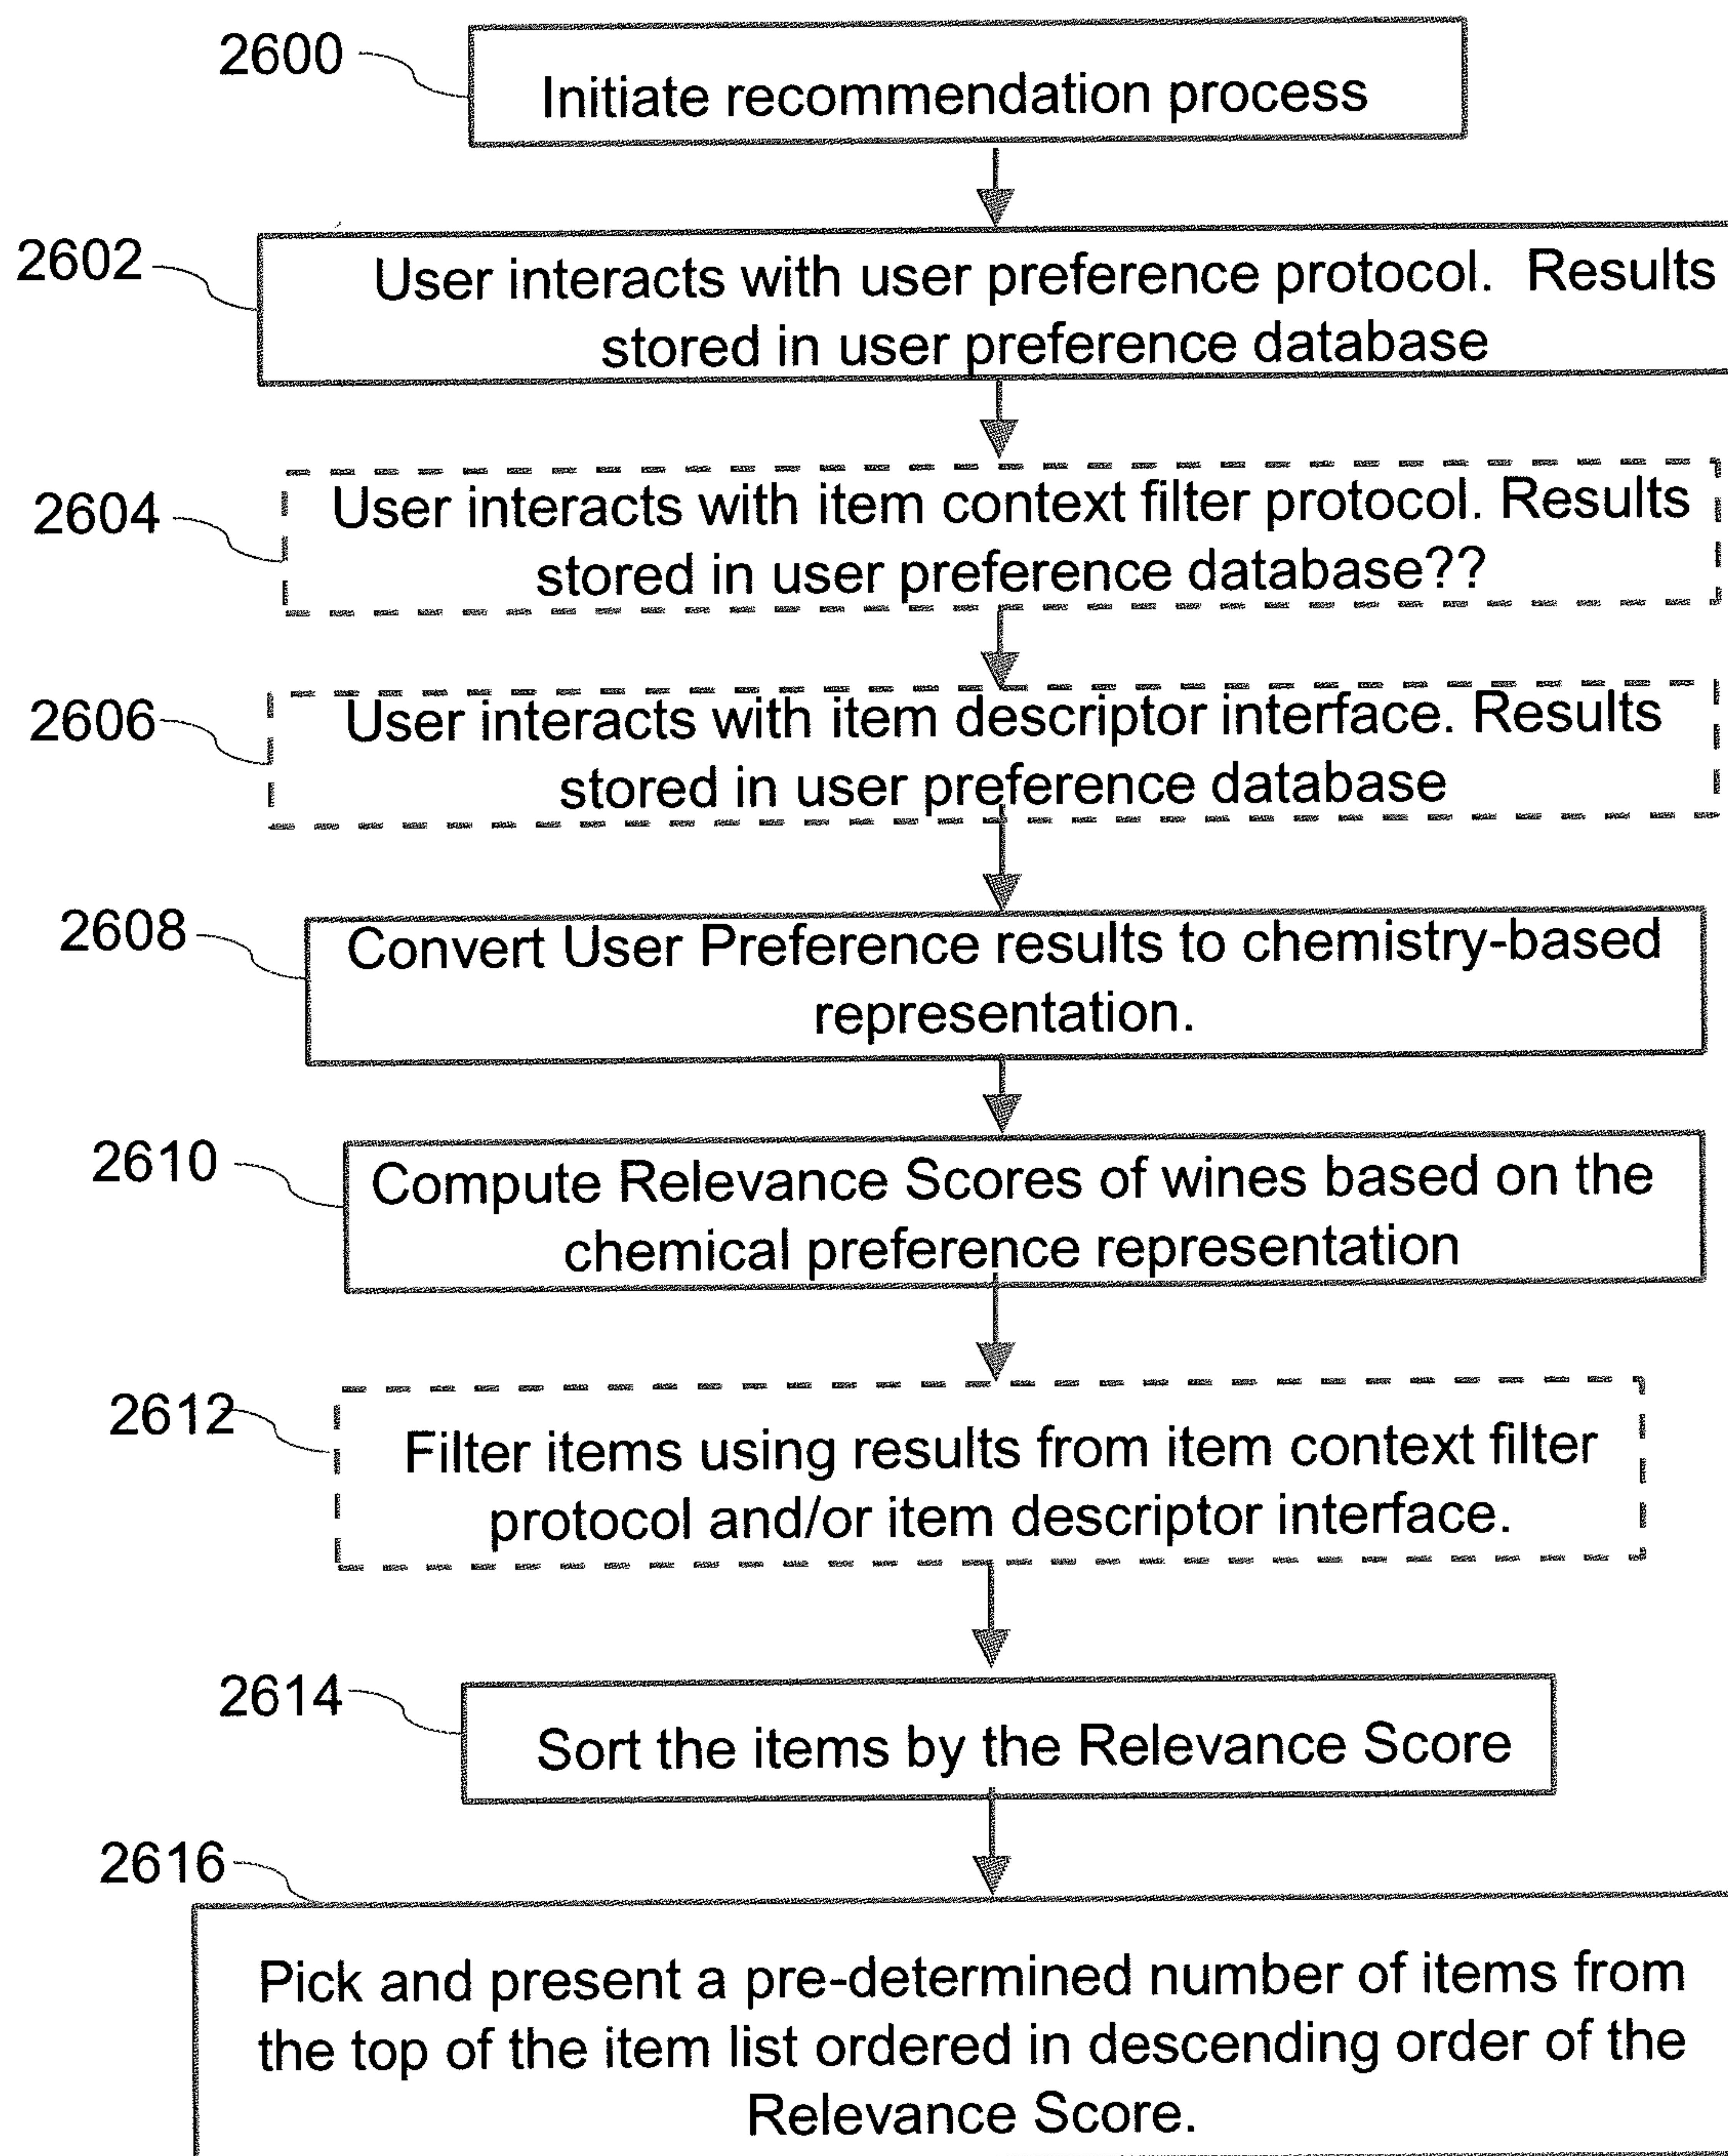 2600
Initiate recommendation process
2602
User interacts with user preference protocol. Results
stored in user preference database
2604
User interacts with item context filter protocol. Results
stored in user preference database??
2606
User interacts with item descriptor interface. Results
stored in user preference database
2608
Convert User Preference results to chemistry-based
representation.
2610
Compute Relevance Scores of wines based on the
chemical preference representation
2612
Filter items using results from item context filter
protocol and/or item descriptor interface.
2614
Sort the items by the Relevance Score
2616
Pick and present a pre-determined number of items from
the top of the item list ordered in descending order of the
Relevance Score.